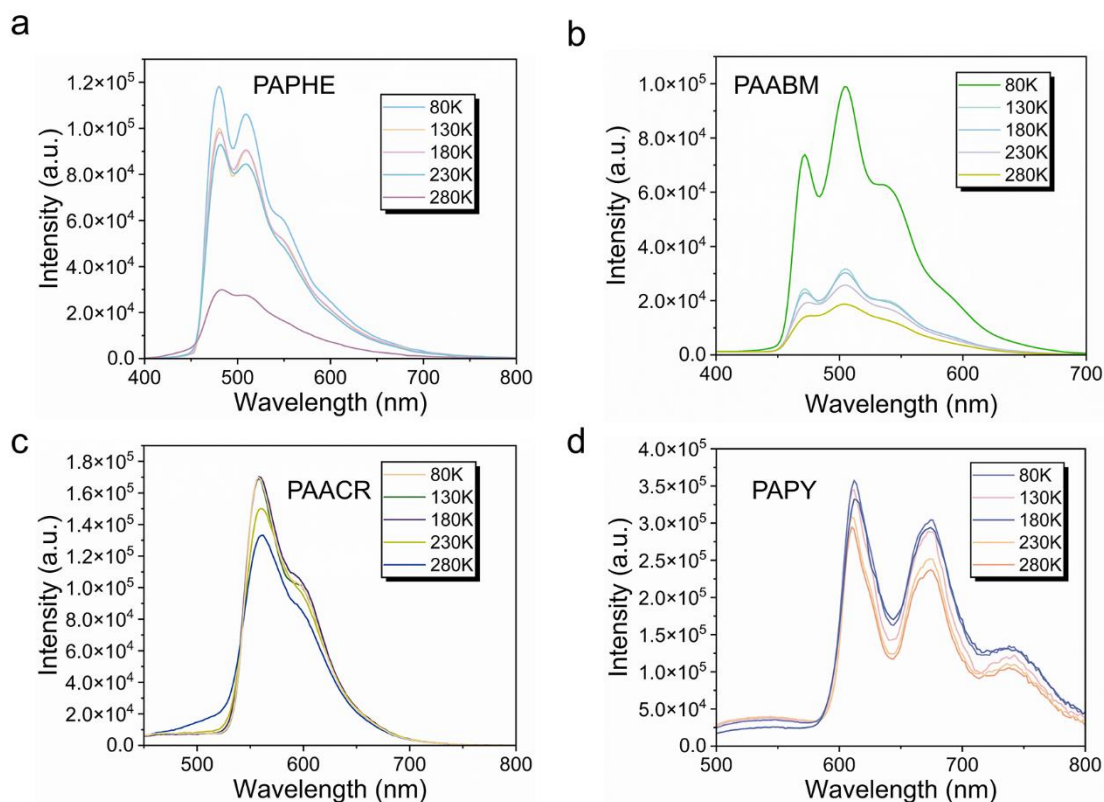 a
PAPHE
80K
130K
180K
230K
280K
1.2×10⁵
1.0×10⁵
8.0×10⁴
6.0×10⁴
4.0×10⁴
2.0×10⁴
0.0
Intensity (a.u.)
400 500 600 700 800
Wavelength (nm)
b
PAABM
80K
130K
180K
230K
280K
1.0×10⁵
8.0×10⁴
6.0×10⁴
4.0×10⁴
2.0×10⁴
0.0
Intensity (a.u.)
400 500 600 700
Wavelength (nm)
c
PAACR
80K
130K
180K
230K
280K
1.8×10⁵
1.6×10⁵
1.4×10⁵
1.2×10⁵
1.0×10⁵
8.0×10⁴
6.0×10⁴
4.0×10⁴
2.0×10⁴
0.0
Intensity (a.u.)
500 600 700 800
Wavelength (nm)
d
PAPY
80K
130K
180K
230K
280K
4.0×10⁵
3.5×10⁵
3.0×10⁵
2.5×10⁵
2.0×10⁵
1.5×10⁵
1.0×10⁵
5.0×10⁴
0.0
Intensity (a.u.)
500 600 700 800
Wavelength (nm)